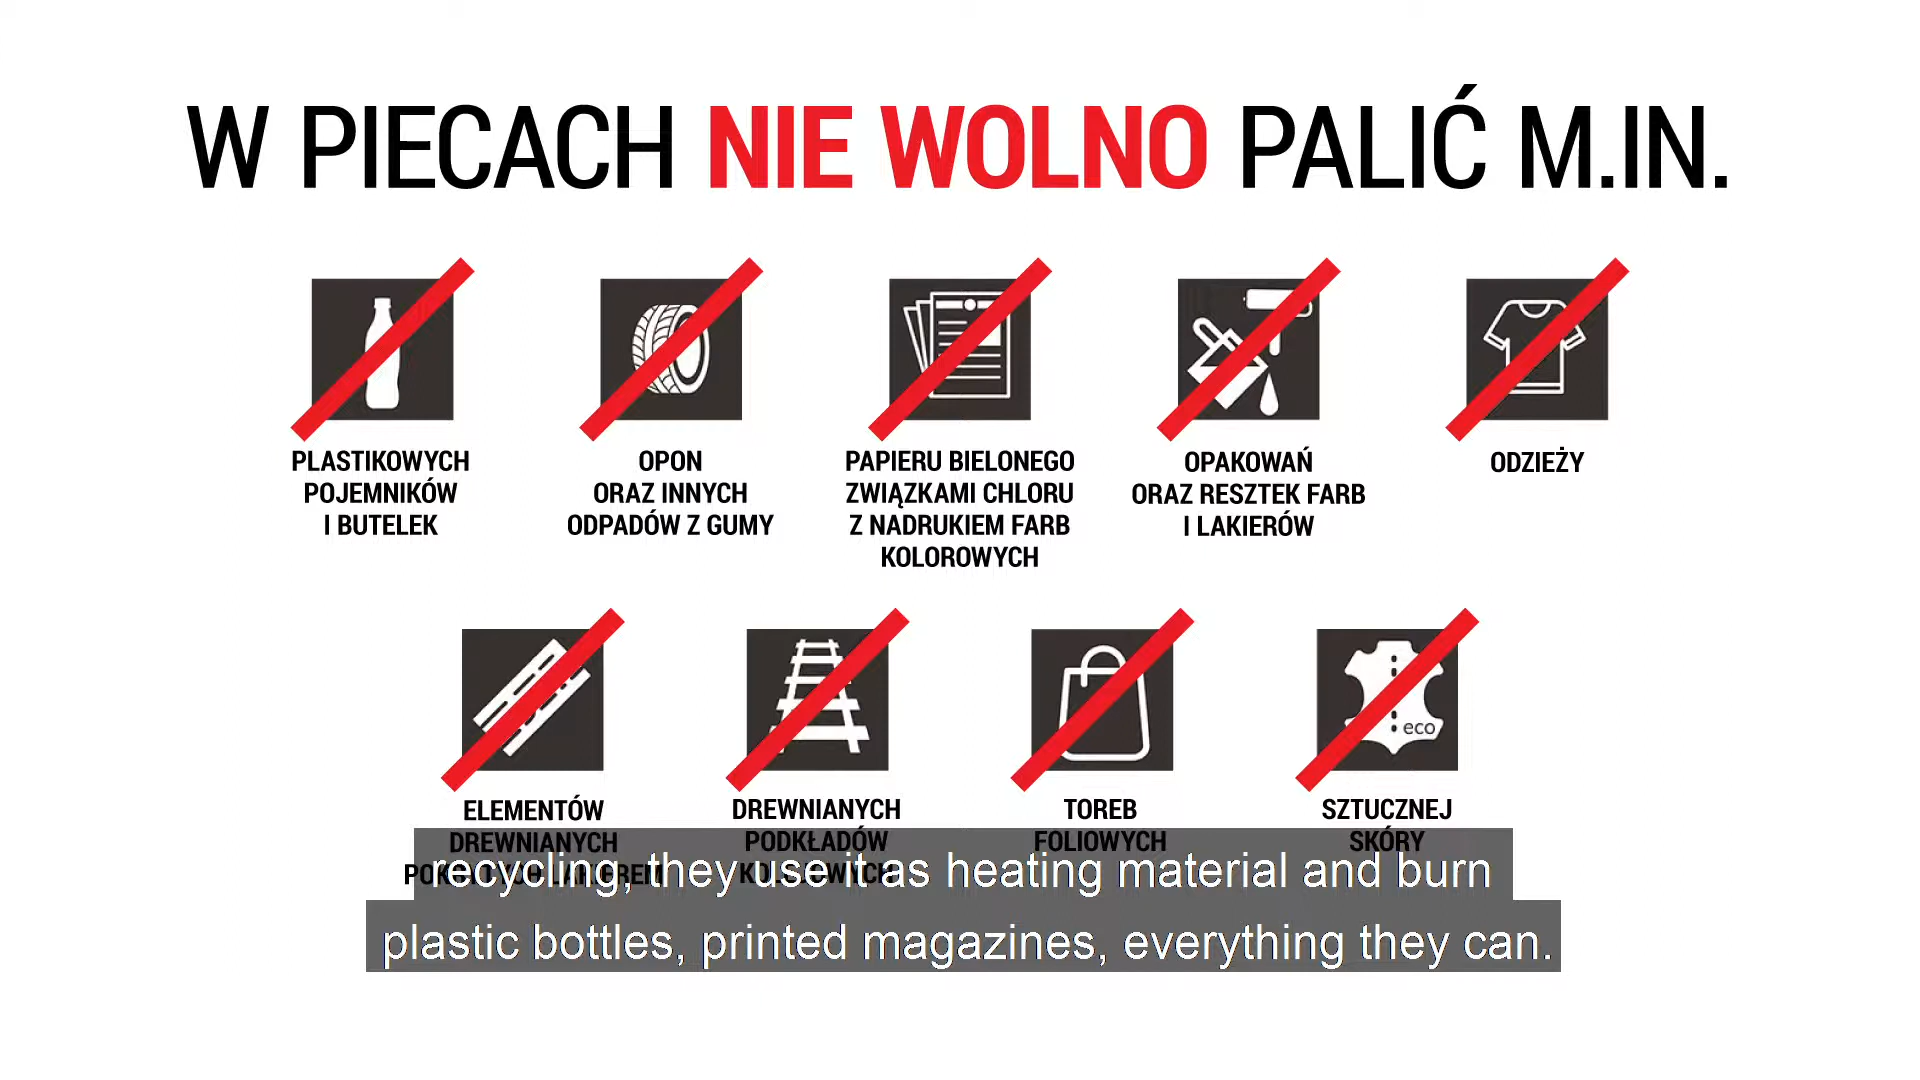 W PIECACH NIE WOLNO PALIĆ M.IN.
PLASTIKOWYCH
POJEMNIKÓW
I BUTELEK
OPON
ORAZ INNYCH
ODPADÓW Z GUMY
PAPIERU BIELONEGO
ZWIĄZKAMI CHLORU
Z NADRUKIEM FARB
KOLOROWYCH
OPAKOWAŃ
ORAZ RESZTEK FARB
I LAKIERÓW
ODZIEŻY
eco
ELEMENTÓW
DREWNIANYCH
DREWNIANYCH
PODKŁADÓW
TOREB
FOLIOWYCH
SZTUCZNEJ
SKÓRY
recycling, they use it as heating material and burn
plastic bottles, printed magazines, everything they can.